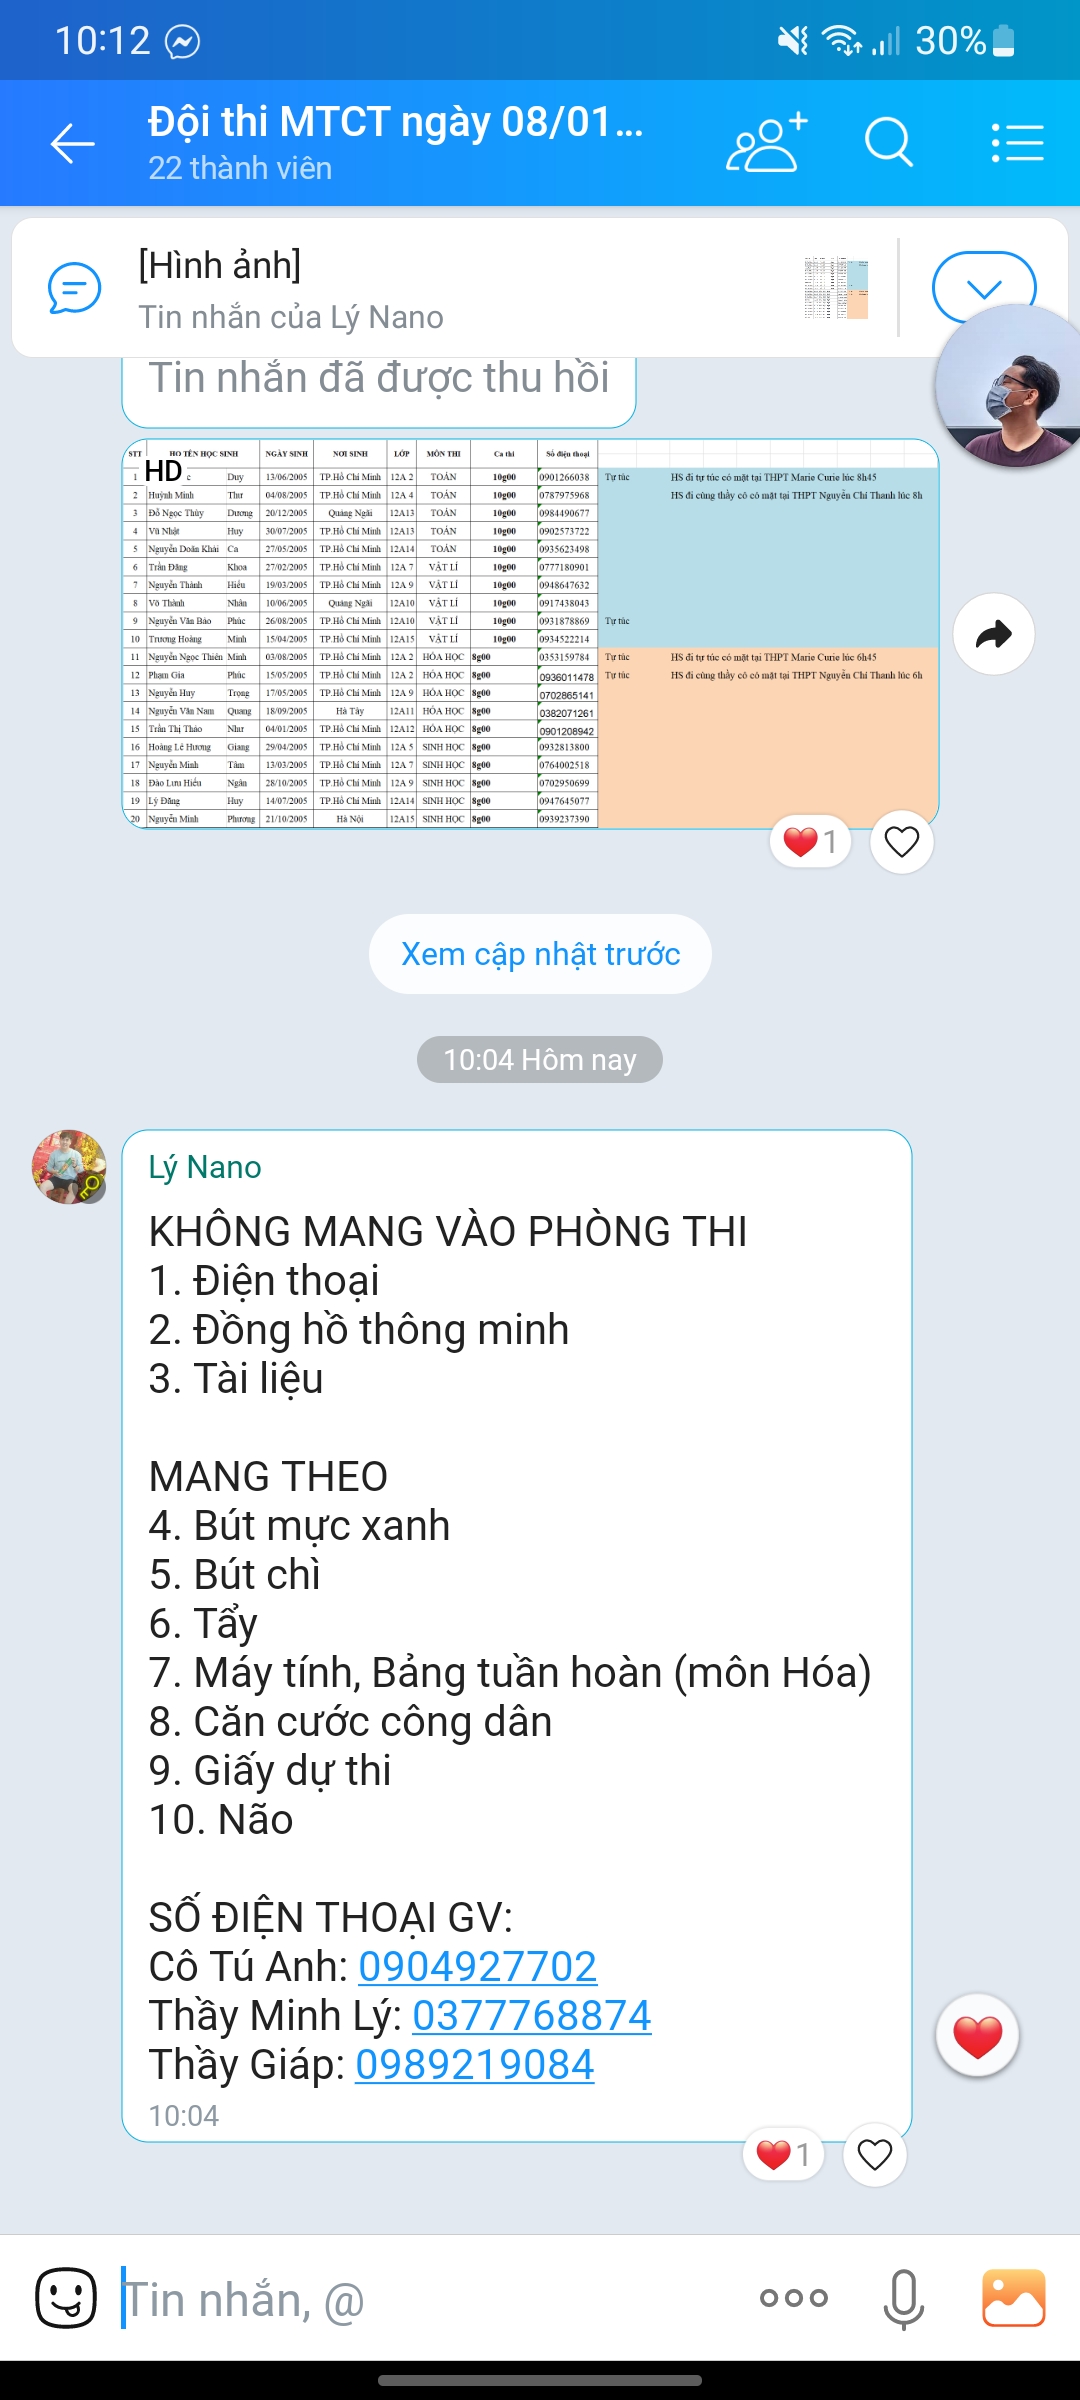 10:12
30%
Đội thi MTCT ngày 08/01...
22 thành viên
[Hình ảnh]
Tin nhắn của Lý Nano
Tin nhắn đã được thu hồi
STT HỌ TÊN HỌC SINH NGÀY SINH NƠI SINH LỚP MÔN THI Ca thi Số điện thoại
HD
1 Duy 13/06/2005 TP.Hồ Chí Minh 12A 2 TOÁN 10g00 0901266038 Tự túc HS đi tự túc có mặt tại THPT Marie Curie lúc 8h45
2 Huỳnh Minh Thư 04/08/2005 TP.Hồ Chí Minh 12A 4 TOÁN 10g00 0787975968 HS đi cùng thầy cô có mặt tại THPT Nguyễn Chí Thanh lúc 8h
3 Đỗ Ngọc Thùy Dương 20/12/2005 Quảng Ngãi 12A13 TOÁN 10g00 0984490677
4 Vũ Nhật Huy 30/07/2005 TP.Hồ Chí Minh 12A13 TOÁN 10g00 0902573722
5 Nguyễn Doãn Khải Ca 27/05/2005 TP.Hồ Chí Minh 12A14 TOÁN 10g00 0935623498
6 Trần Đăng Khoa 27/02/2005 TP.Hồ Chí Minh 12A 7 VẬT LÍ 10g00 0777180901
7 Nguyễn Thành Hiếu 19/03/2005 TP.Hồ Chí Minh 12A 9 VẬT LÍ 10g00 0948647632
8 Võ Thành Nhân 10/06/2005 Quảng Ngãi 12A10 VẬT LÍ 10g00 0917438043
9 Nguyễn Văn Bảo Phúc 26/08/2005 TP.Hồ Chí Minh 12A10 VẬT LÍ 10g00 0931878869 Tự túc
10 Trương Hoàng Minh 15/04/2005 TP.Hồ Chí Minh 12A15 VẬT LÍ 10g00 0934522214
11 Nguyễn Ngọc Thiên Minh 03/08/2005 TP.Hồ Chí Minh 12A 2 HÓA HỌC 8g00 0353159784 Tự túc HS đi tự túc có mặt tại THPT Marie Curie lúc 6h45
12 Phạm Gia Phúc 15/05/2005 TP.Hồ Chí Minh 12A 2 HÓA HỌC 8g00 0936011478 Tự túc HS đi cùng thầy cô có mặt tại THPT Nguyễn Chí Thanh lúc 6h
13 Nguyễn Huy Trọng 17/05/2005 TP.Hồ Chí Minh 12A 9 HÓA HỌC 8g00 0702865141
14 Nguyễn Văn Nam Quang 18/09/2005 Hà Tây 12A11 HÓA HỌC 8g00 0382071261
15 Trần Thị Thảo Như 04/01/2005 TP.Hồ Chí Minh 12A12 HÓA HỌC 8g00 0901208942
16 Hoàng Lê Hương Giang 29/04/2005 TP.Hồ Chí Minh 12A 5 SINH HỌC 8g00 0932813800
17 Nguyễn Minh Tâm 13/03/2005 TP.Hồ Chí Minh 12A 7 SINH HỌC 8g00 0764002518
18 Đào Lưu Hiếu Ngân 28/10/2005 TP.Hồ Chí Minh 12A 9 SINH HỌC 8g00 0702950699
19 Lý Đăng Huy 14/07/2005 TP.Hồ Chí Minh 12A14 SINH HỌC 8g00 0947645077
20 Nguyễn Minh Phương 21/10/2005 Hà Nội 12A15 SINH HỌC 8g00 0939237390
1
Xem cập nhật trước
10:04 Hôm nay
Lý Nano
KHÔNG MANG VÀO PHÒNG THI
1. Điện thoại
2. Đồng hồ thông minh
3. Tài liệu
MANG THEO
4. Bút mực xanh
5. Bút chì
6. Tẩy
7. Máy tính, Bảng tuần hoàn (môn Hóa)
8. Căn cước công dân
9. Giấy dự thi
10. Não
SỐ ĐIỆN THOẠI GV:
Cô Tú Anh: 0904927702
Thầy Minh Lý: 0377768874
Thầy Giáp: 0989219084
10:04
1
Tin nhắn, @